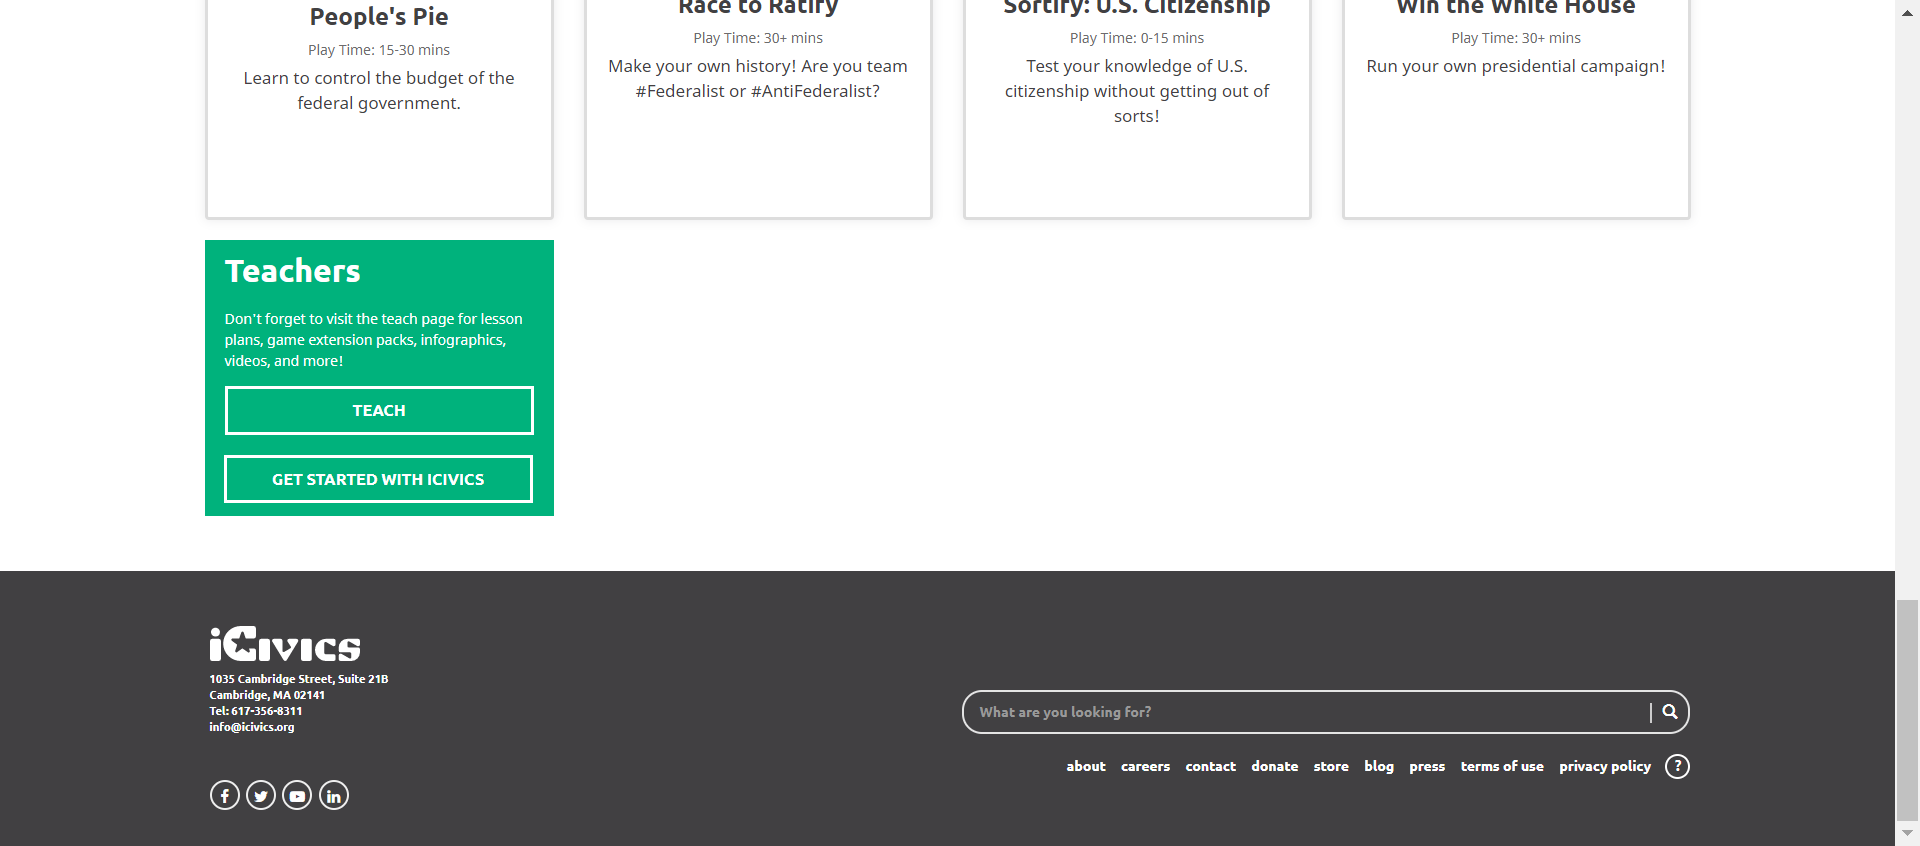 People's Pie
Play Time: 15-30 mins
Learn to control the budget of the
federal government.
Race to Ratify
Play Time: 30+ mins
Make your own history! Are you team
#Federalist or #AntiFederalist?
Sortify: U.S. Citizenship
Play Time: 0-15 mins
Test your knowledge of U.S.
citizenship without getting out of
sorts!
Win the White House
Play Time: 30+ mins
Run your own presidential campaign!
Teachers
Don't forget to visit the teach page for lesson
plans, game extension packs, infographics,
videos, and more!
TEACH
GET STARTED WITH ICIVICS
iCivics
1035 Cambridge Street, Suite 21B
Cambridge, MA 02141
Tel: 617-356-8311
info@icivics.org
What are you looking for?
about careers contact donate store blog press terms of use privacy policy ?